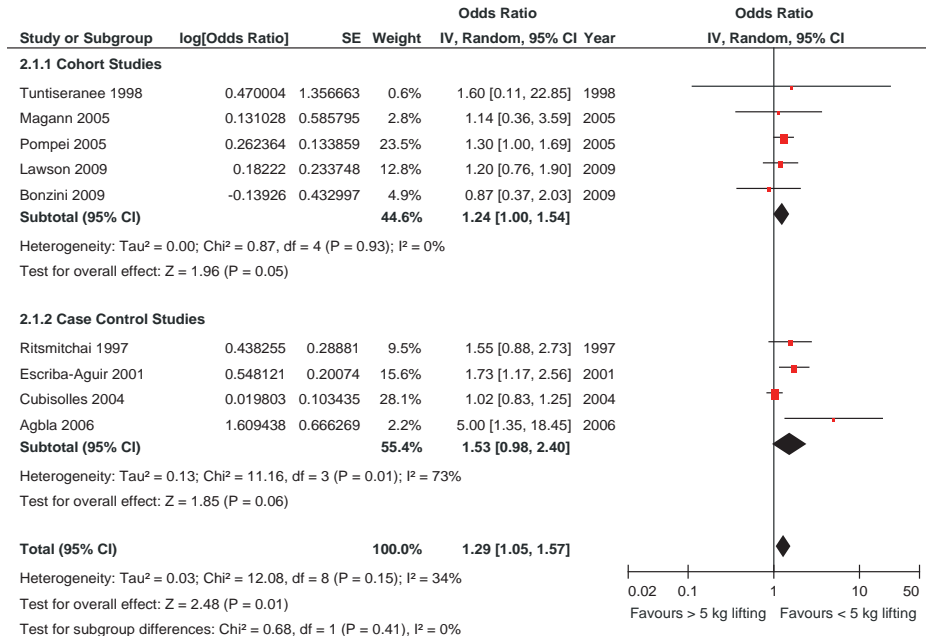 Odds Ratio Odds Ratio
Study or Subgroup log[Odds Ratio] SE Weight IV, Random, 95% CI Year IV, Random, 95% CI
2.1.1 Cohort Studies
Tuntiseranee 1998 0.470004 1.356663 0.6% 1.60 [0.11, 22.85] 1998
Magann 2005 0.131028 0.585795 2.8% 1.14 [0.36, 3.59] 2005
Pompei 2005 0.262364 0.133859 23.5% 1.30 [1.00, 1.69] 2005
Lawson 2009 0.18222 0.233748 12.8% 1.20 [0.76, 1.90] 2009
Bonzini 2009 -0.13926 0.432997 4.9% 0.87 [0.37, 2.03] 2009
Subtotal (95% CI) 44.6% 1.24 [1.00, 1.54]
Heterogeneity: Tau² = 0.00; Chi² = 0.87, df = 4 (P = 0.93); I² = 0%
Test for overall effect: Z = 1.96 (P = 0.05)
2.1.2 Case Control Studies
Ritsmitchai 1997 0.438255 0.28881 9.5% 1.55 [0.88, 2.73] 1997
Escriba-Aguir 2001 0.548121 0.20074 15.6% 1.73 [1.17, 2.56] 2001
Cubisolles 2004 0.019803 0.103435 28.1% 1.02 [0.83, 1.25] 2004
Agbla 2006 1.609438 0.666269 2.2% 5.00 [1.35, 18.45] 2006
Subtotal (95% CI) 55.4% 1.53 [0.98, 2.40]
Heterogeneity: Tau² = 0.13; Chi² = 11.16, df = 3 (P = 0.01); I² = 73%
Test for overall effect: Z = 1.85 (P = 0.06)
Total (95% CI) 100.0% 1.29 [1.05, 1.57]
Heterogeneity: Tau² = 0.03; Chi² = 12.08, df = 8 (P = 0.15); I² = 34%
Test for overall effect: Z = 2.48 (P = 0.01)
Test for subgroup differences: Chi² = 0.68, df = 1 (P = 0.41), I² = 0%
0.02 0.1 1 10 50
Favours > 5 kg lifting Favours < 5 kg lifting